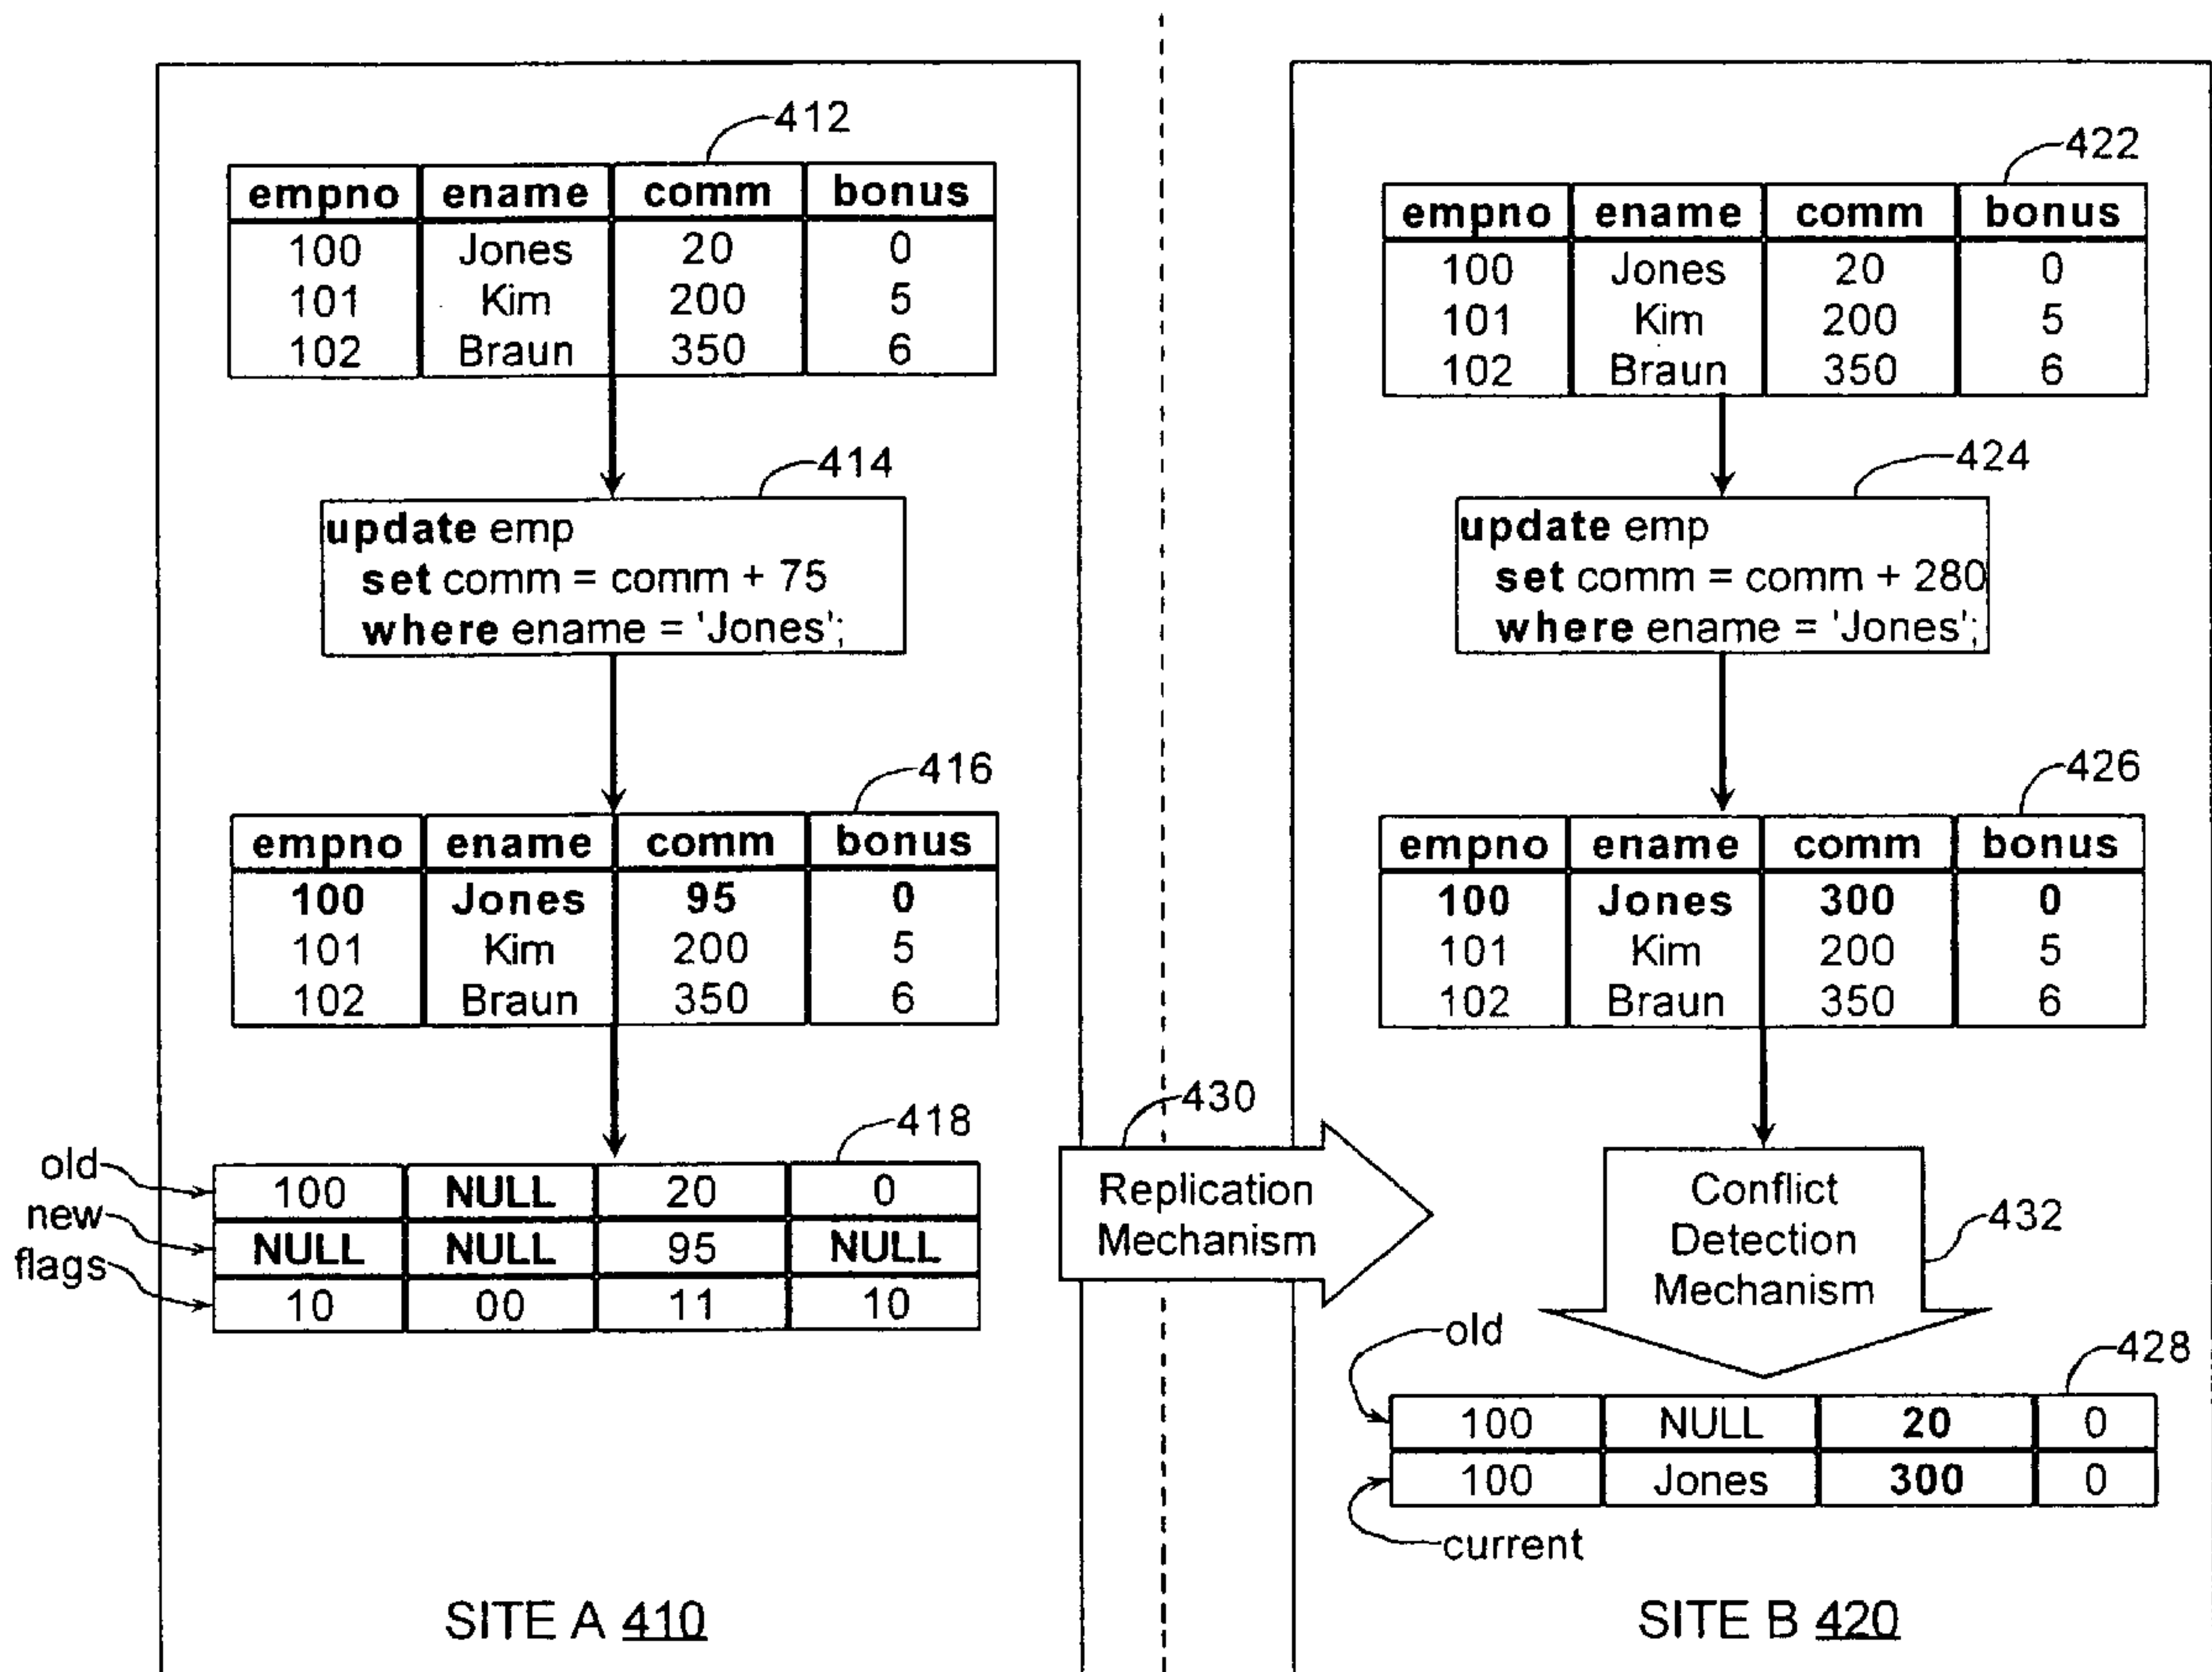 412
empno ename comm bonus
100 Jones 20 0
101 Kim 200 5
102 Braun 350 6
414
update emp
set comm = comm + 75
where ename = 'Jones';
416
empno ename comm bonus
100 Jones 95 0
101 Kim 200 5
102 Braun 350 6
418
old 100 NULL 20 0
new NULL NULL 95 NULL
flags 10 00 11 10
SITE A 410
430
Replication
Mechanism
422
empno ename comm bonus
100 Jones 20 0
101 Kim 200 5
102 Braun 350 6
424
update emp
set comm = comm + 280
where ename = 'Jones';
426
empno ename comm bonus
100 Jones 300 0
101 Kim 200 5
102 Braun 350 6
Conflict
Detection
Mechanism
432
old
428
100 NULL 20 0
100 Jones 300 0
current
SITE B 420